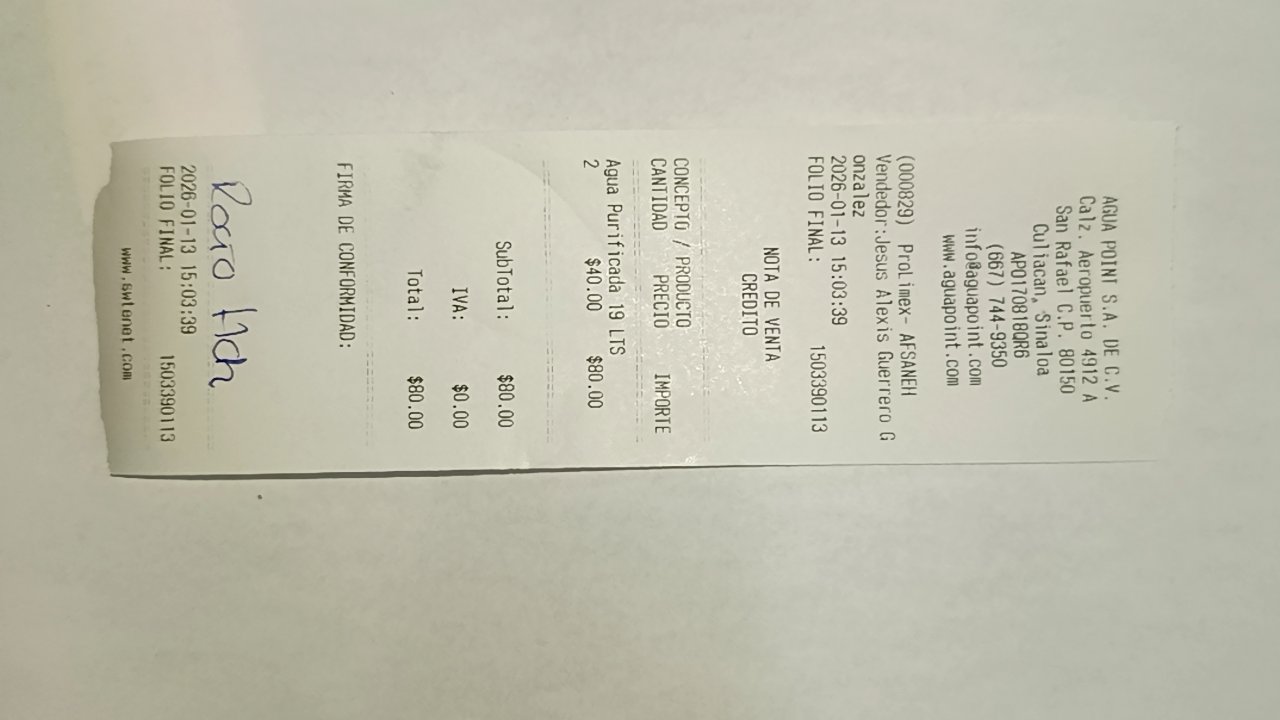 AGUA POINT S.A. DE C.V.
Calz. Aeropuerto 4912 A
San Rafael C.P. 80150
Culiacan, Sinaloa
APO170818QR6
(667) 744-9350
info@aguapoint.com
www.aguapoint.com
(000829) Prolimex- AFSANEH
Vendedor:Jesus Alexis Guerrero G
onzalez
2026-01-13 15:03:39
FOLIO FINAL: 1503390113
NOTA DE VENTA
CREDITO
CONCEPTO / PRODUCTO
CANTIDAD PRECIO IMPORTE
Agua Purificada 19 LTS
2 $40.00 $80.00
SubTotal: $80.00
IVA: $0.00
Total: $80.00
FIRMA DE CONFORMIDAD:
2026-01-13 15:03:39
FOLIO FINAL: 1503390113
www.swtenet.com